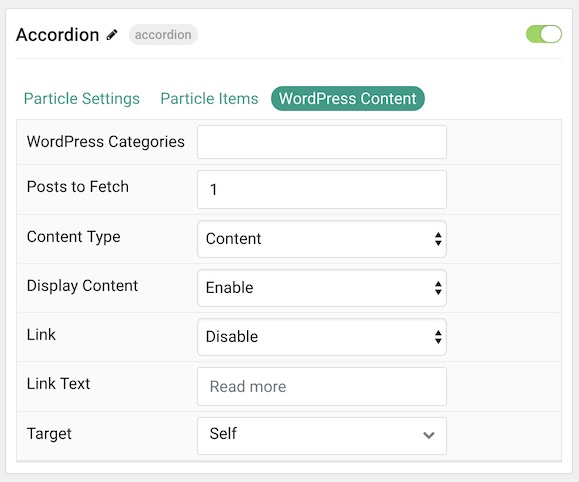 Accordion accordion
Particle Settings Particle Items WordPress Content
WordPress Categories
Posts to Fetch 1
Content Type Content
Display Content Enable
Link Disable
Link Text Read more
Target Self